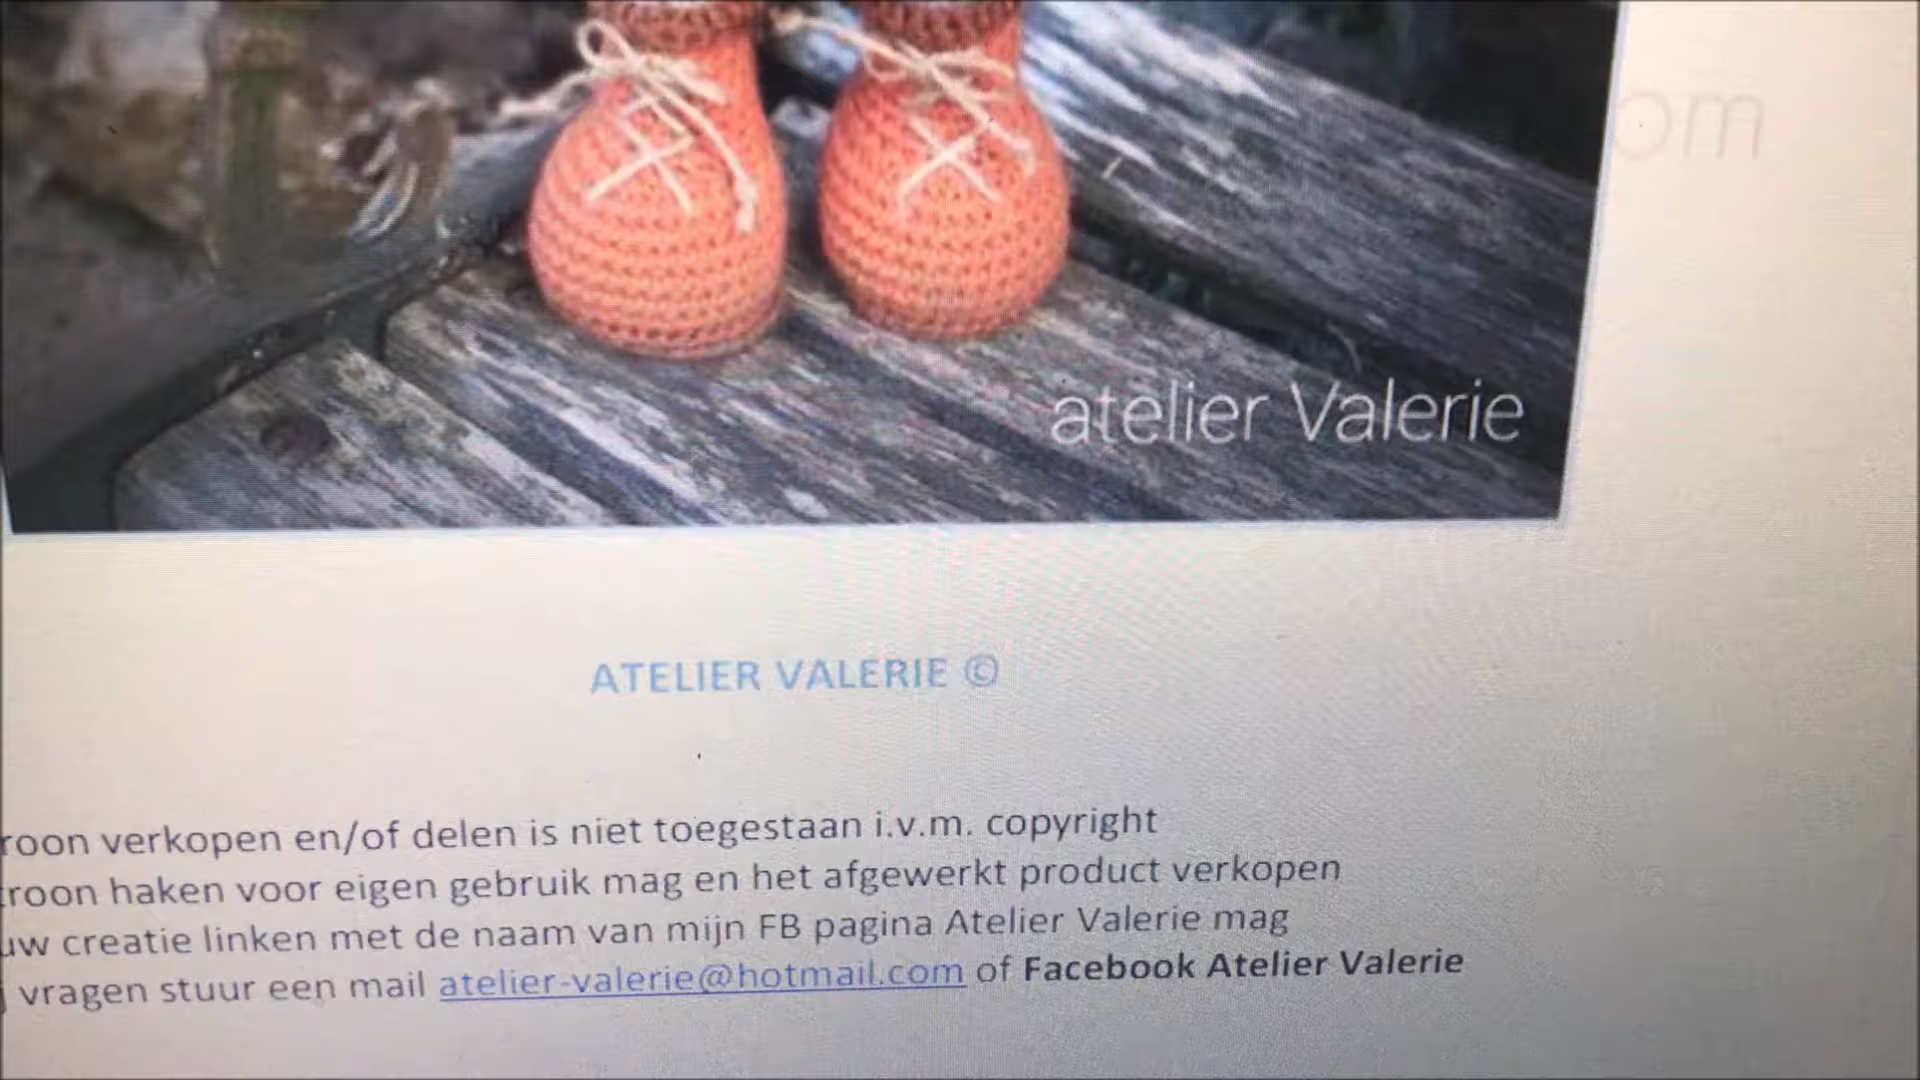 om
atelier Valerie
ATELIER VALERIE ©
roon verkopen en/of delen is niet toegestaan i.v.m. copyright
troon haken voor eigen gebruik mag en het afgewerkt product verkopen
uw creatie linken met de naam van mijn FB pagina Atelier Valerie mag
j vragen stuur een mail atelier-valerie@hotmail.com of Facebook Atelier Valerie